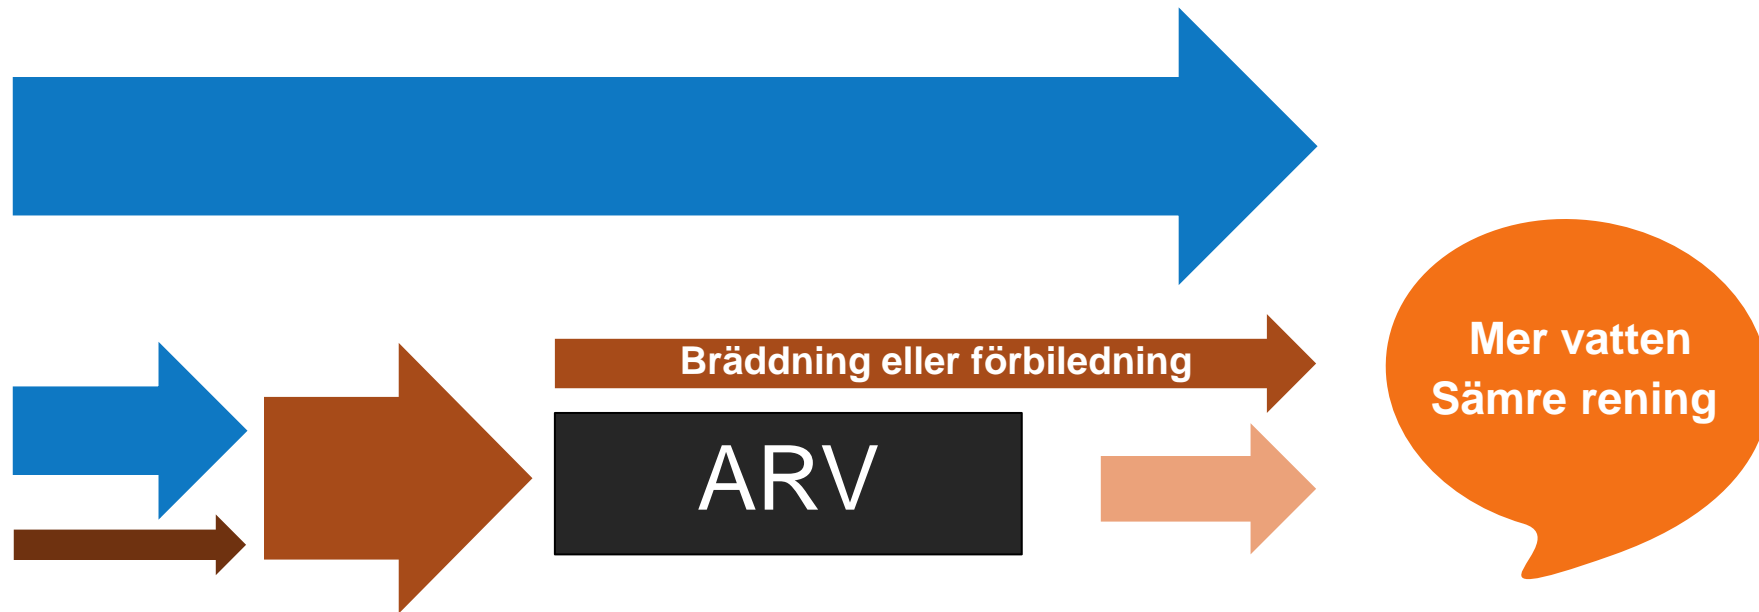 Bräddning eller förbiledning
ARV
Mer vatten
Sämre rening